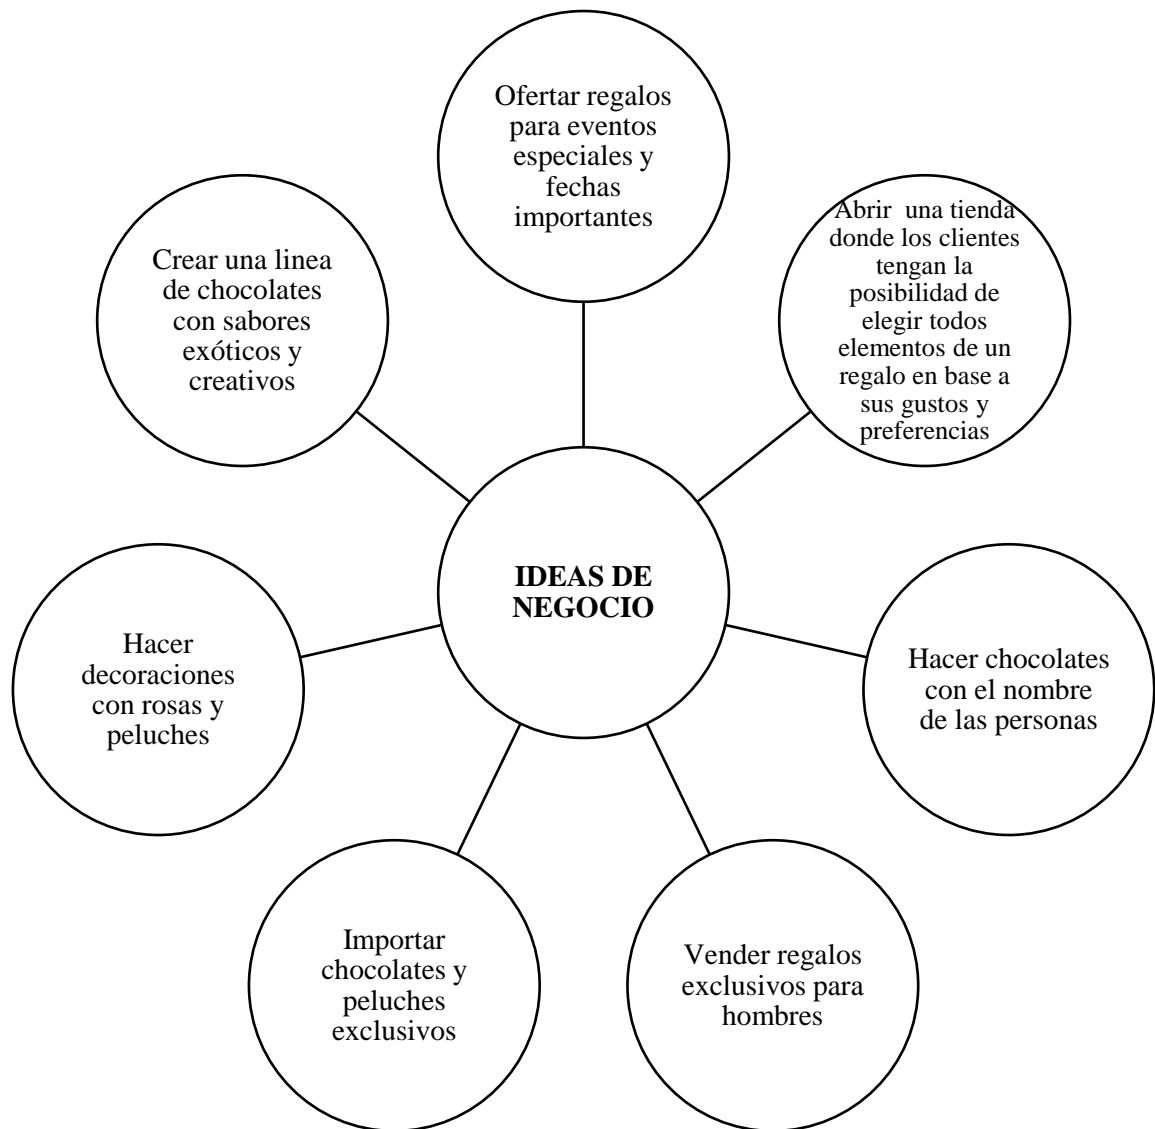 Ofertar regalos
para eventos
especiales y
fechas
importantes
Abrir  una tienda
donde los clientes
tengan la
posibilidad de
elegir todos
elementos de un
regalo en base a
sus gustos y
preferencias
Hacer chocolates
con el nombre
de las personas
Vender regalos
exclusivos para
hombres
Importar
chocolates y
peluches
exclusivos
Hacer
decoraciones
con rosas y
peluches
Crear una linea
de chocolates
con sabores
exóticos y
creativos
IDEAS DE
NEGOCIO